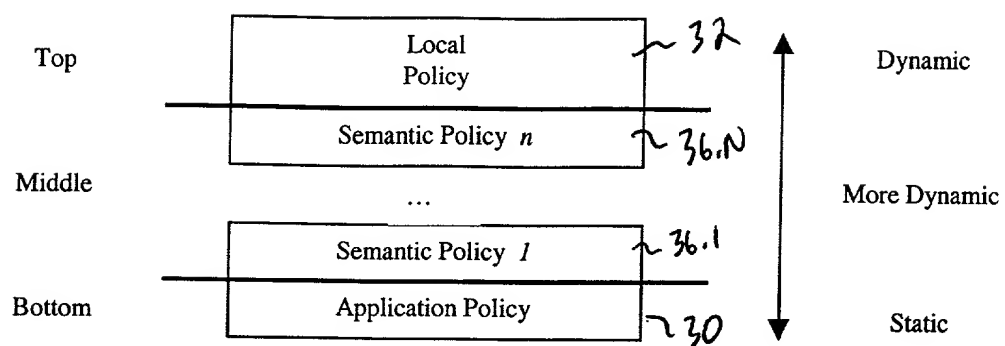 Top
Local
Policy
32
Dynamic
Semantic Policy n
36.N
Middle
...
More Dynamic
Semantic Policy 1
36.1
Bottom
Application Policy
30
Static